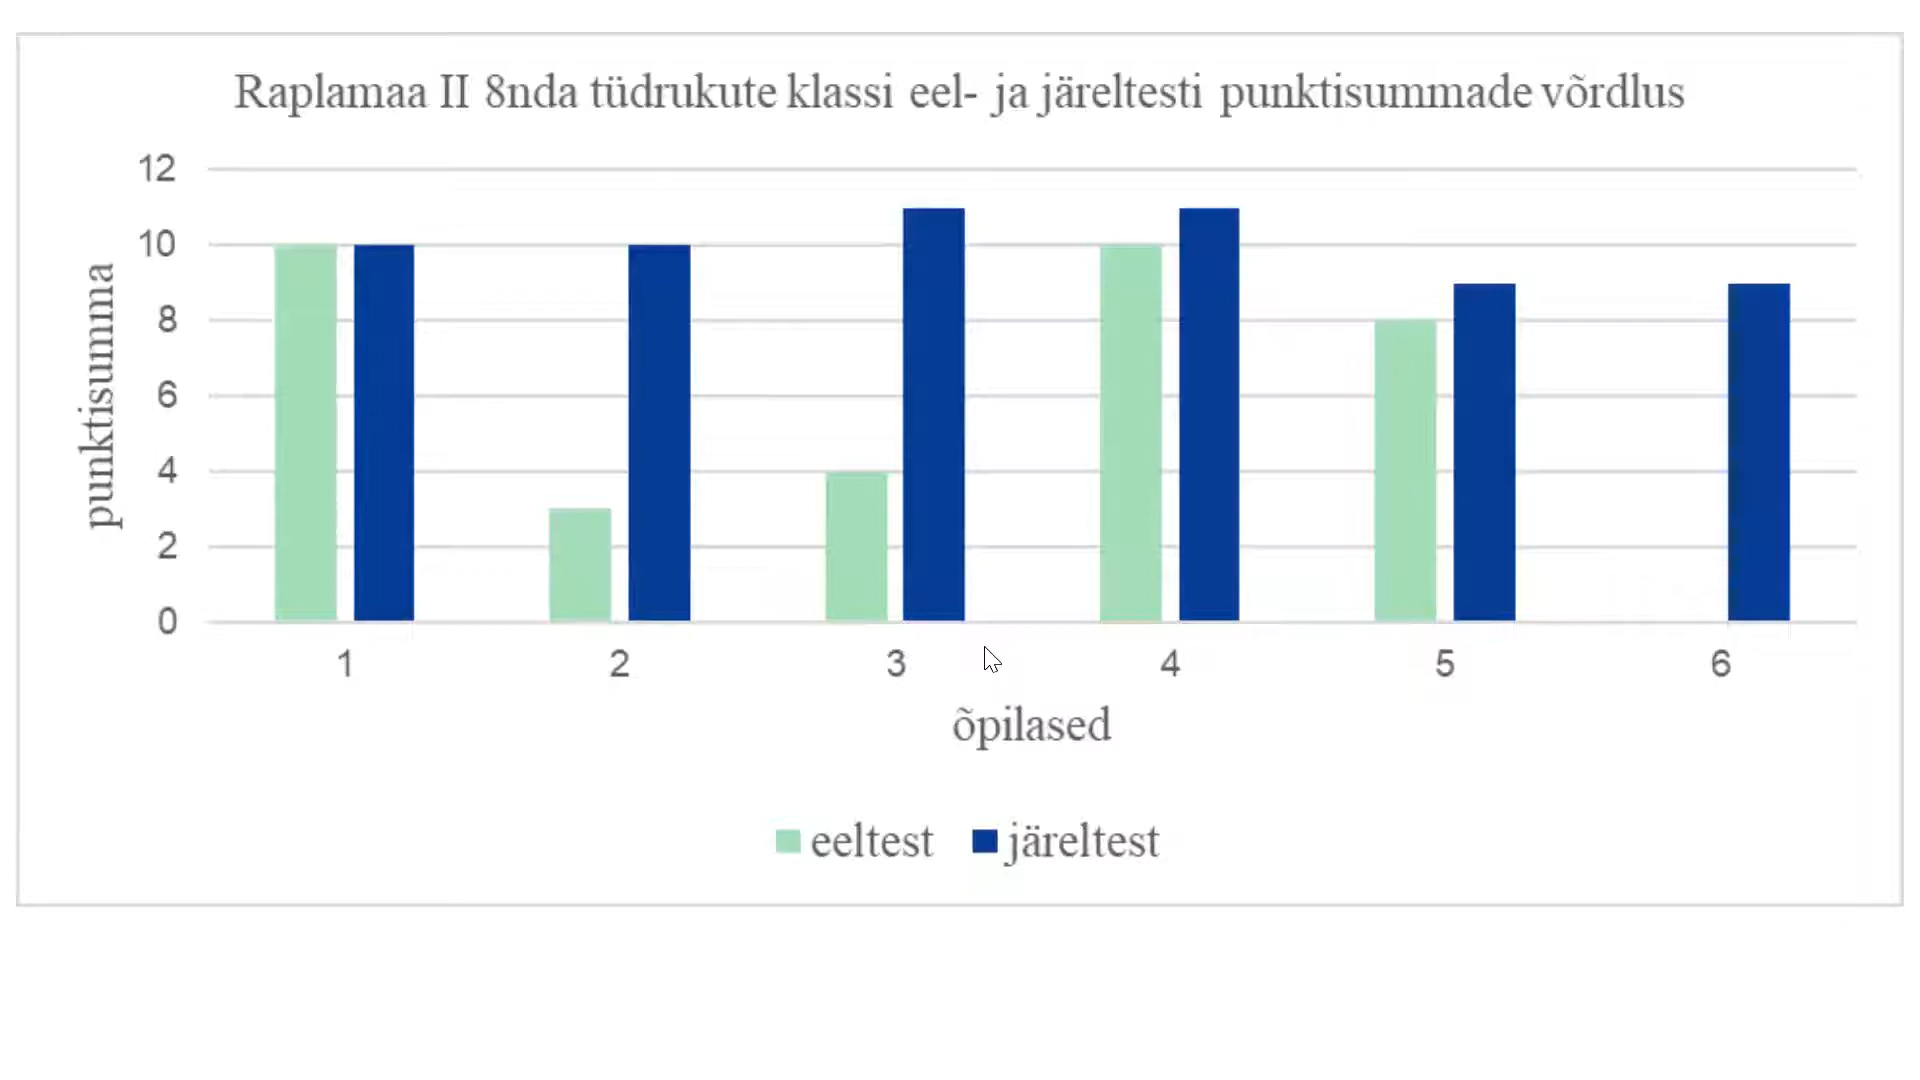 Raplamaa II 8nda tüdrukute klassi eel- ja järeltesti punktisummade võrdlus
punktisumma
12
10
8
6
4
2
0
1 2 3 4 5 6
õpilased
eeltest järeltest